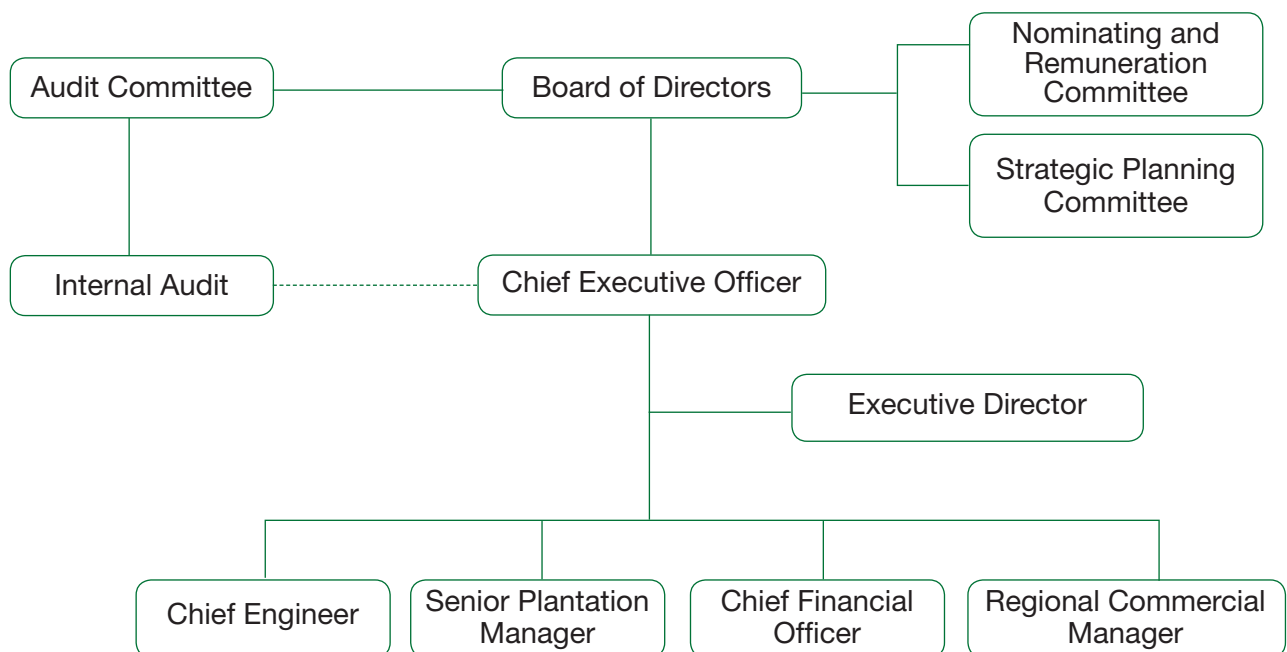 Audit Committee
Board of Directors
Nominating and
Remuneration
Committee
Strategic Planning
Committee
Internal Audit
Chief Executive Officer
Executive Director
Chief Engineer
Senior Plantation
Manager
Chief Financial
Officer
Regional Commercial
Manager